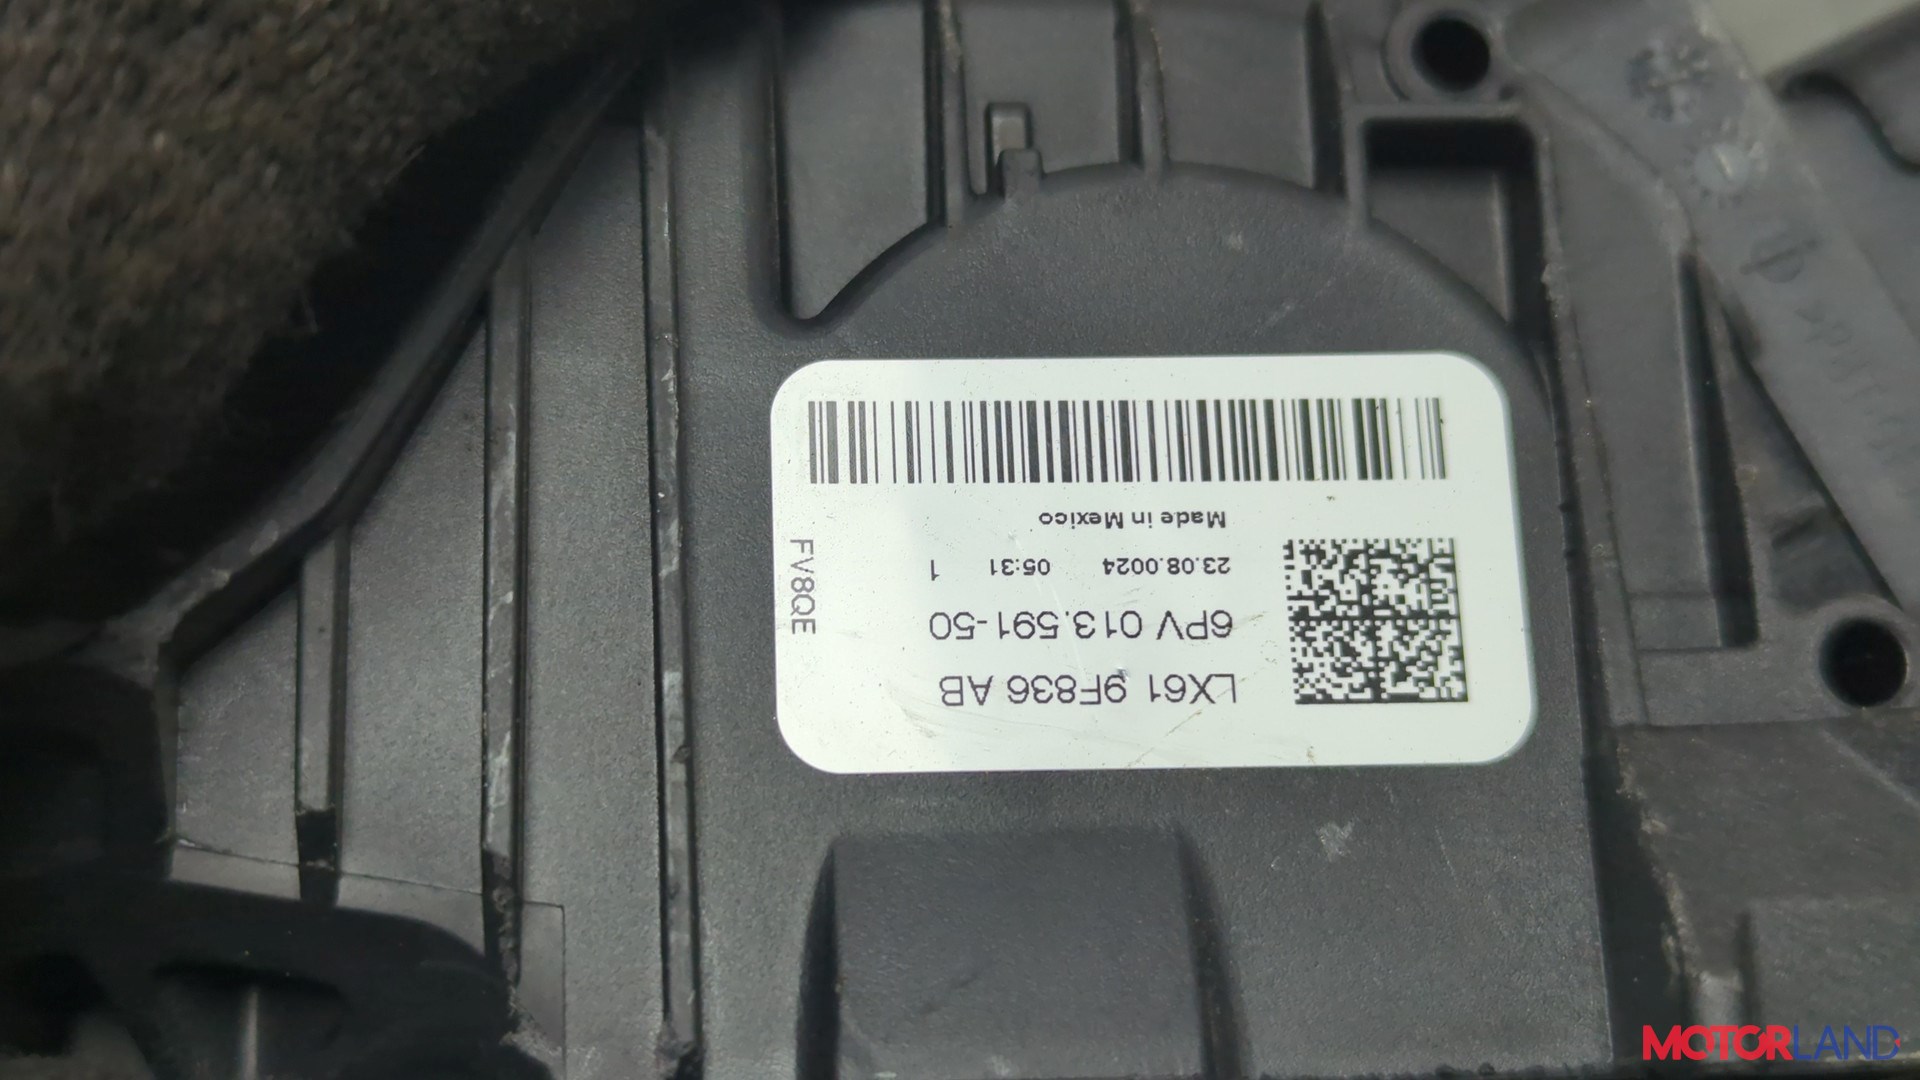 LX61 9F836 AB
6PV 013.591-50
23.08.0024 05:31 1
Made in Mexico
FV8QE
MOTORLAND